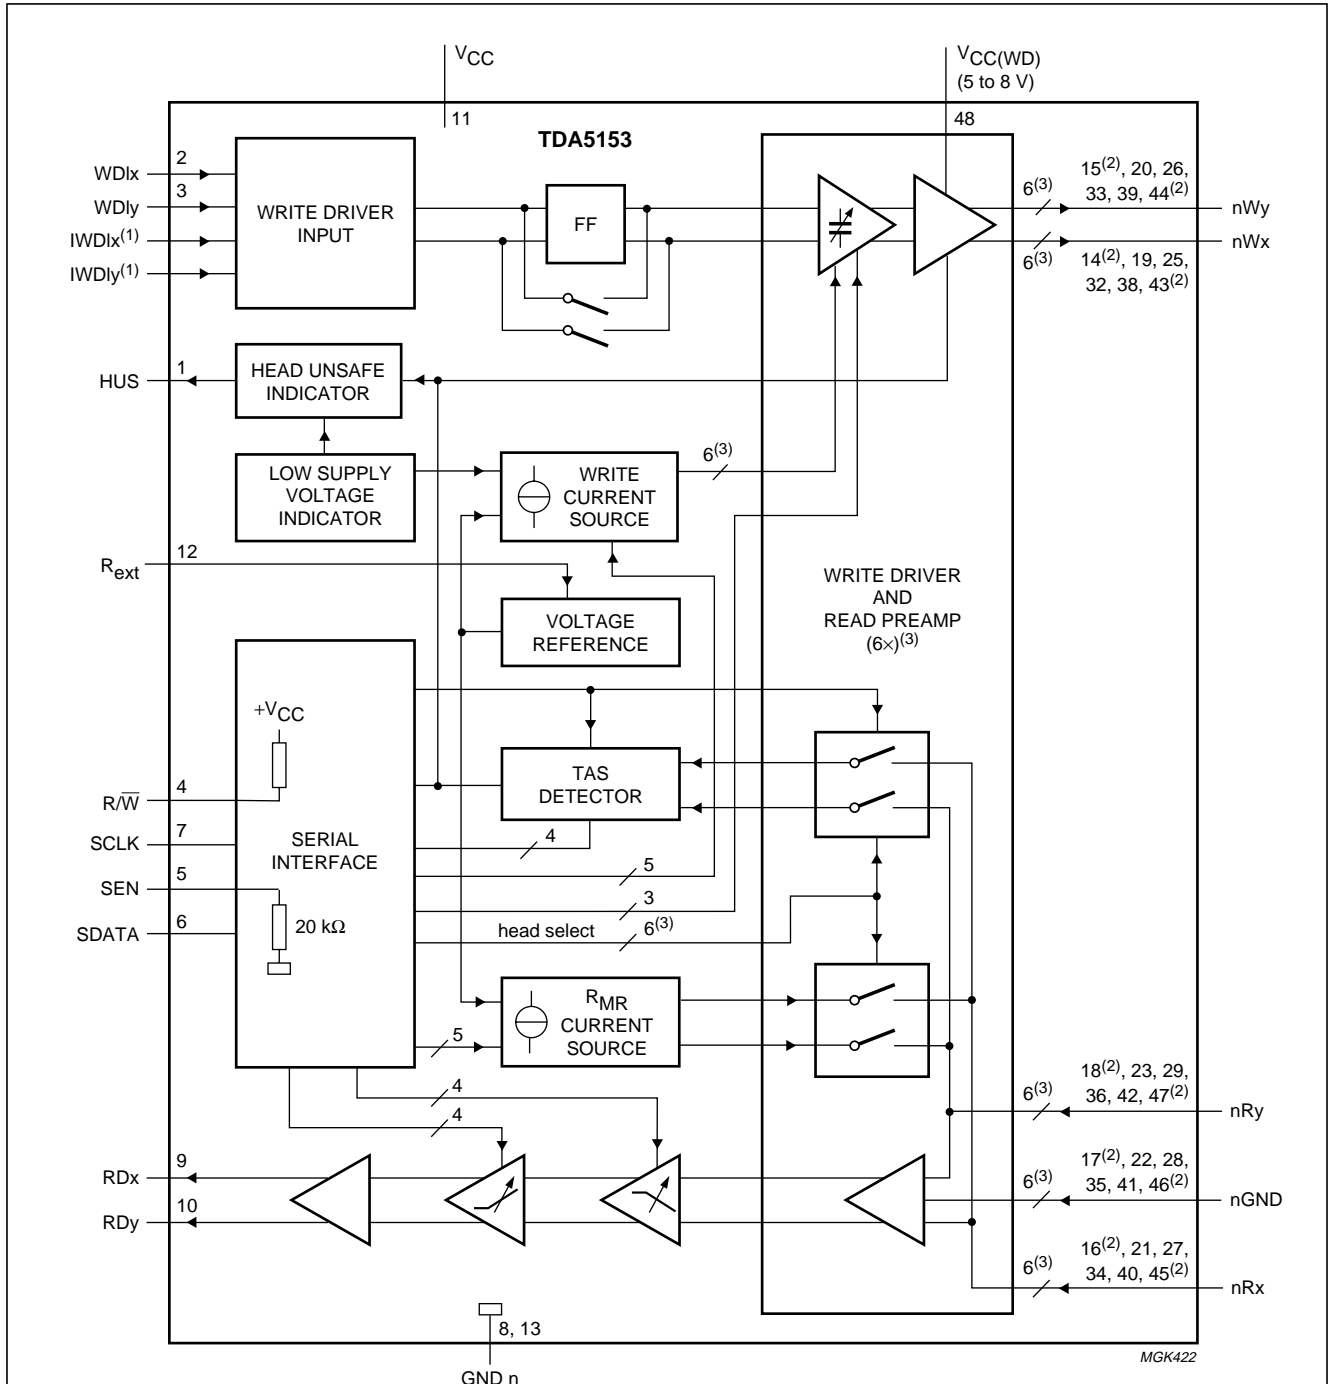 VCC
VCC(WD)
(5 to 8 V)
11
TDA5153
48
WDIx
2
WDIy
3
IWDIx(1)
IWDIy(1)
WRITE DRIVER
INPUT
FF
6(3)
15(2), 20, 26,
33, 39, 44(2)
nWy
nWx
6(3)
14(2), 19, 25,
32, 38, 43(2)
HUS
1
HEAD UNSAFE
INDICATOR
LOW SUPPLY
VOLTAGE
INDICATOR
WRITE
CURRENT
SOURCE
6(3)
Rext
12
VOLTAGE
REFERENCE
WRITE DRIVER
AND
READ PREAMP
(6×)(3)
+VCC
R/W̅
4
SCLK
7
SEN
5
SDATA
6
SERIAL
INTERFACE
20 kΩ
TAS
DETECTOR
4
5
3
head select
6(3)
RMR
CURRENT
SOURCE
5
4
4
18(2), 23, 29,
36, 42, 47(2)
6(3)
nRy
17(2), 22, 28,
35, 41, 46(2)
6(3)
nGND
16(2), 21, 27,
34, 40, 45(2)
6(3)
nRx
RDx
9
RDy
10
8, 13
GND n
MGK422